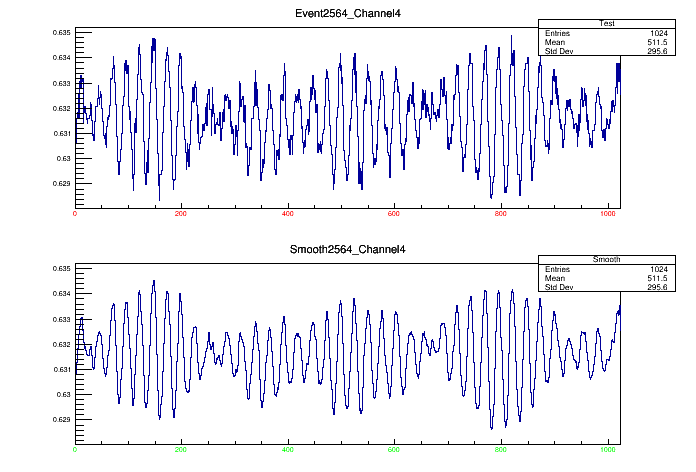 Event2564_Channel4
Test
Entries 1024
Mean 511.5
Std Dev 295.6
0.635
0.634
0.633
0.632
0.631
0.63
0.629
0 200 400 600 800 1000
Smooth2564_Channel4
Smooth
Entries 1024
Mean 511.5
Std Dev 295.6
0.635
0.634
0.633
0.632
0.631
0.63
0.629
0 200 400 600 800 1000